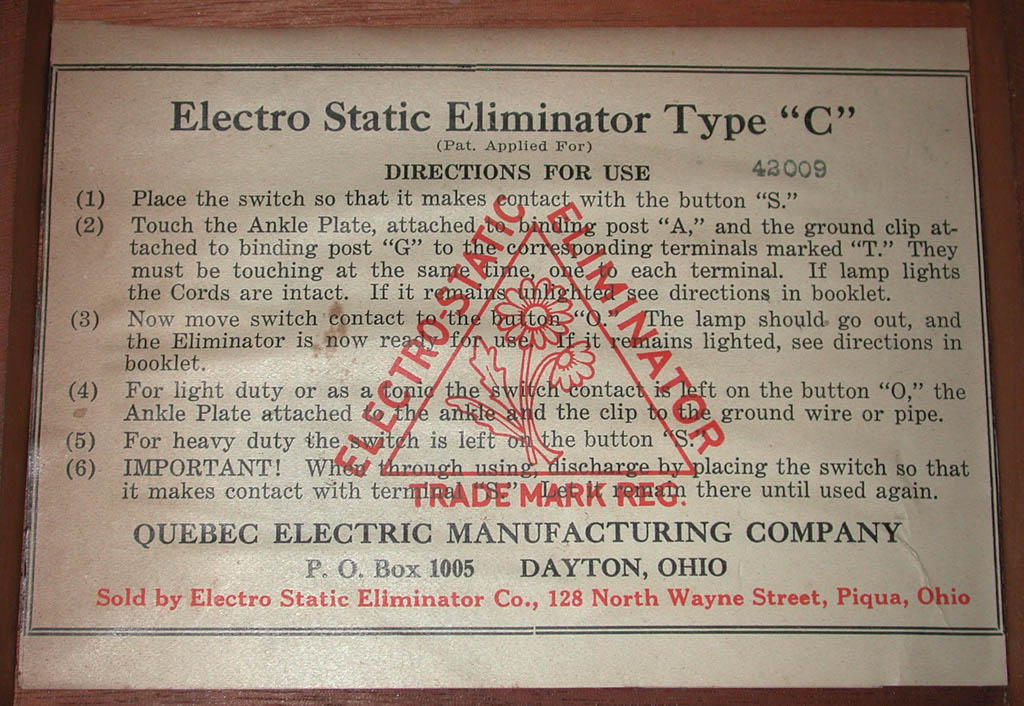 Electro Static Eliminator Type “C”
(Pat. Applied For)
DIRECTIONS FOR USE 42009
(1) Place the switch so that it makes contact with the button “S.”
(2) Touch the Ankle Plate, attached to binding post “A,” and the ground clip at-
tached to binding post “G” to the corresponding terminals marked “T.” They
must be touching at the same time, one to each terminal. If lamp lights
the Cords are intact. If it remains unlighted see directions in booklet.
(3) Now move switch contact to the button “O.” The lamp should go out, and
the Eliminator is now ready for use. If it remains lighted, see directions in
booklet.
(4) For light duty or as a tonic the switch contact is left on the button “O,” the
Ankle Plate attached to the ankle and the clip to the ground wire or pipe.
(5) For heavy duty the switch is left on the button “S.”
(6) IMPORTANT! When through using, discharge by placing the switch so that
it makes contact with terminal “S.” Let it remain there until used again.
ELECTRO-STATIC ELIMINATOR
TRADE MARK REG.
QUEBEC ELECTRIC MANUFACTURING COMPANY
P. O. Box 1005 DAYTON, OHIO
Sold by Electro Static Eliminator Co., 128 North Wayne Street, Piqua, Ohio